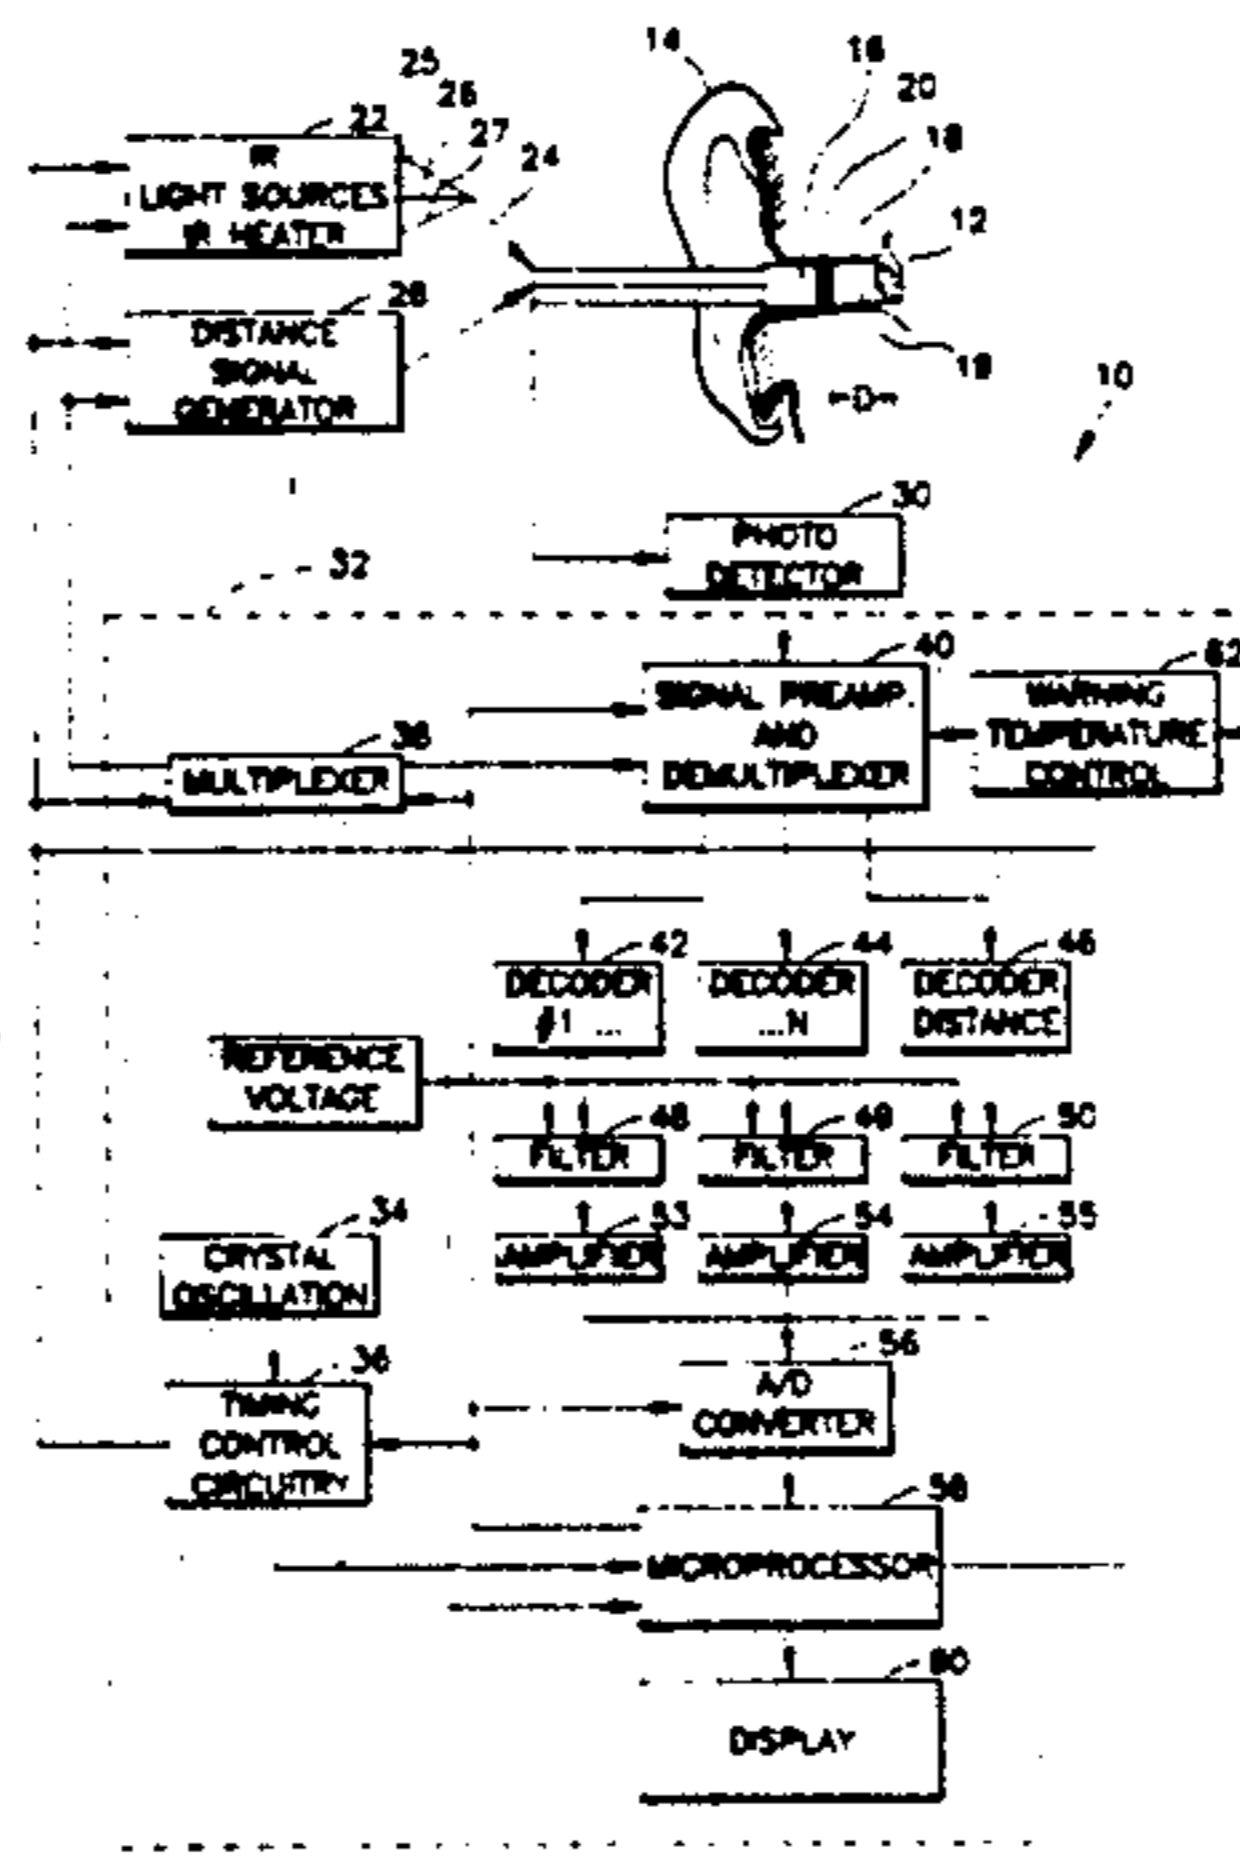 14
16
20
25
26
27
22
24
18
12
IR
LIGHT SOURCES
IR HEATER
28
DISTANCE
SIGNAL
GENERATOR
18
10
D
30
PHOTO
DETECTOR
32
40
62
SIGNAL PREAMP.
AND
DEMULTIPLEXER
WARNING
TEMPERATURE
CONTROL
38
MULTIPLEXER
42
44
46
DECODER
#1 ...
DECODER
...N
DECODER
DISTANCE
REFERENCE
VOLTAGE
48
49
50
FILTER
FILTER
FILTER
34
53
54
55
CRYSTAL
OSCILLATION
AMPLIFIER
AMPLIFIER
AMPLIFIER
36
56
TIMING
CONTROL
CIRCUITRY
A/D
CONVERTER
58
MICROPROCESSOR
60
DISPLAY